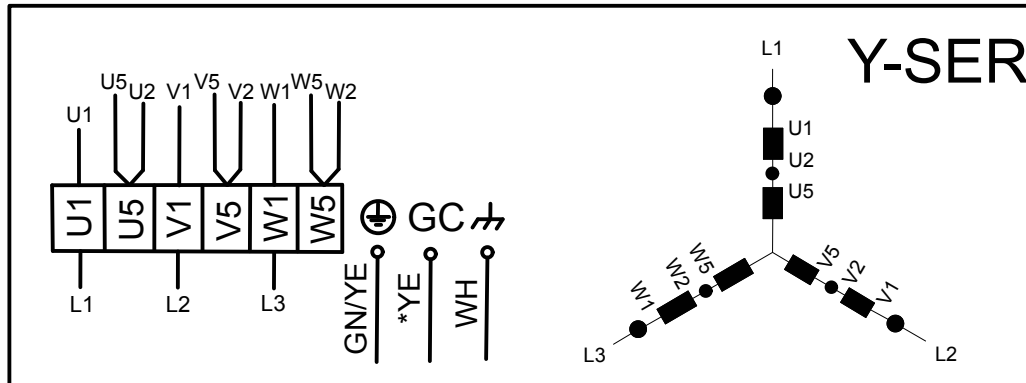 Y-SER
U1 U5 U2 V1 V5 V2 W1 W5 W2
U1 U5 V1 V5 W1 W5
L1 L2 L3
GC
GN/YE *YE WH
L1
U1
U2
U5
W1 W2 W5
V5 V2 V1
L3
L2